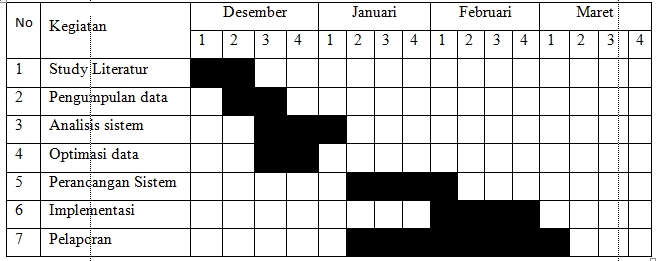 No Kegiatan Desember Januari Februari Maret
1 2 3 4 1 2 3 4 1 2 3 4 1 2 3 4
1 Study Literatur
2 Pengumpulan data
3 Analisis sistem
4 Optimasi data
5 Perancangan Sistem
6 Implementasi
7 Pelaporan